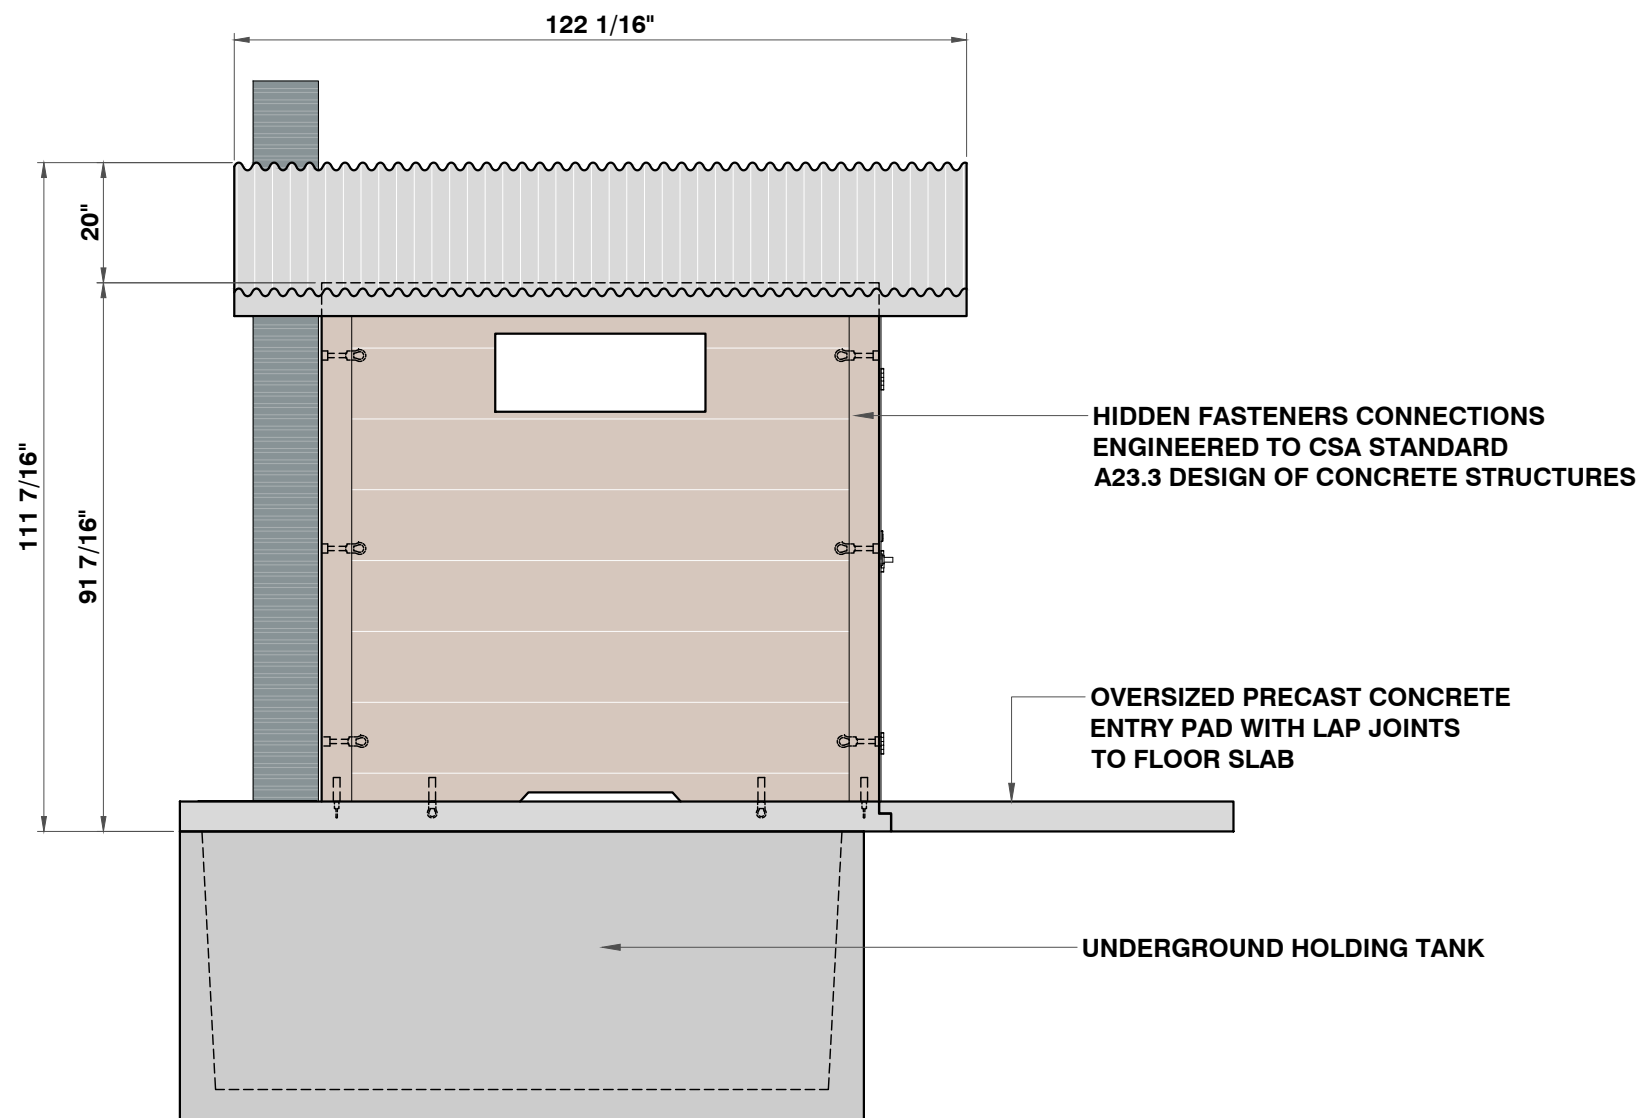 122 1/16"
20"
111 7/16"
91 7/16"
HIDDEN FASTENERS CONNECTIONS
ENGINEERED TO CSA STANDARD
A23.3 DESIGN OF CONCRETE STRUCTURES
OVERSIZED PRECAST CONCRETE
ENTRY PAD WITH LAP JOINTS
TO FLOOR SLAB
UNDERGROUND HOLDING TANK